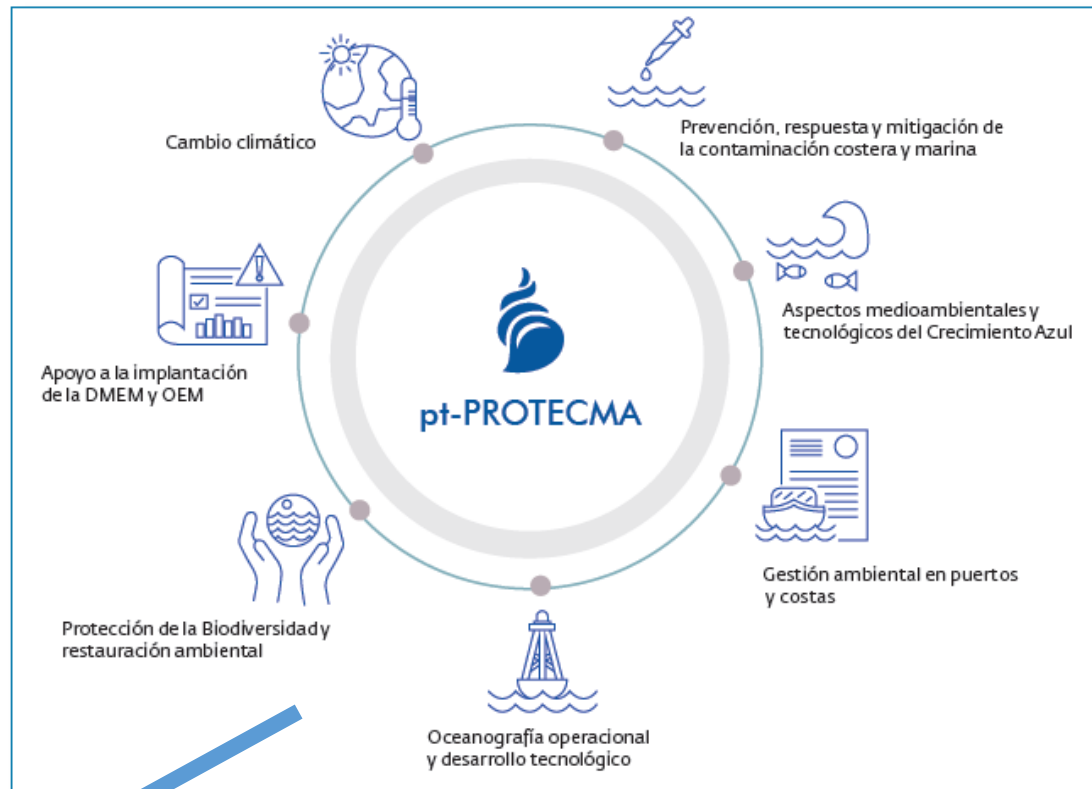 Cambio climático
Prevención, respuesta y mitigación de
la contaminación costera y marina
Aspectos medioambientales y
tecnológicos del Crecimiento Azul
Apoyo a la implantación
de la DMEM y OEM
pt-PROTECMA
Gestión ambiental en puertos
y costas
Protección de la Biodiversidad y
restauración ambiental
Oceanografía operacional
y desarrollo tecnológico